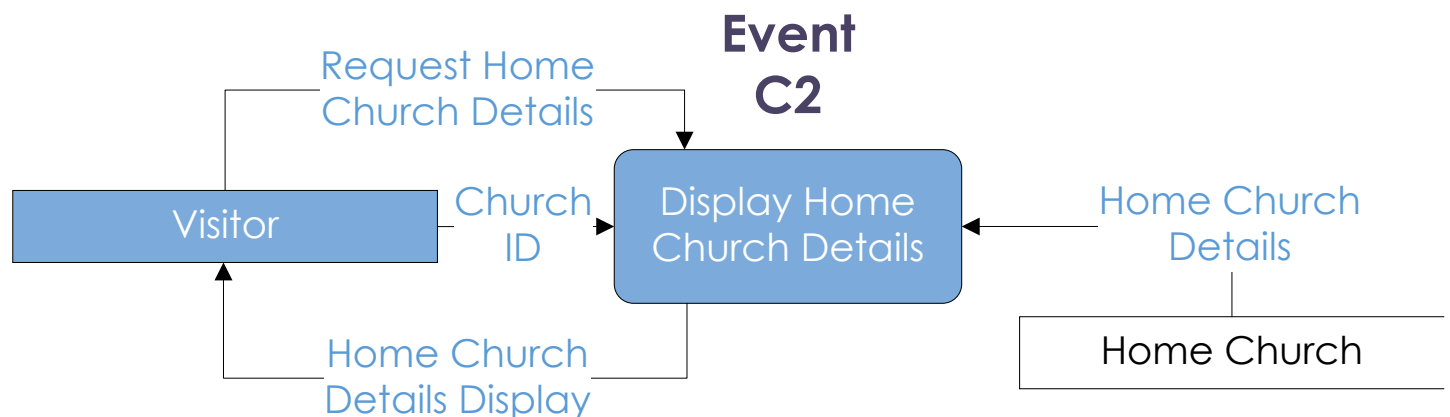 Event
C2
Request Home
Church Details
Visitor
Church
ID
Display Home
Church Details
Home Church
Details
Home Church
Details Display
Home Church